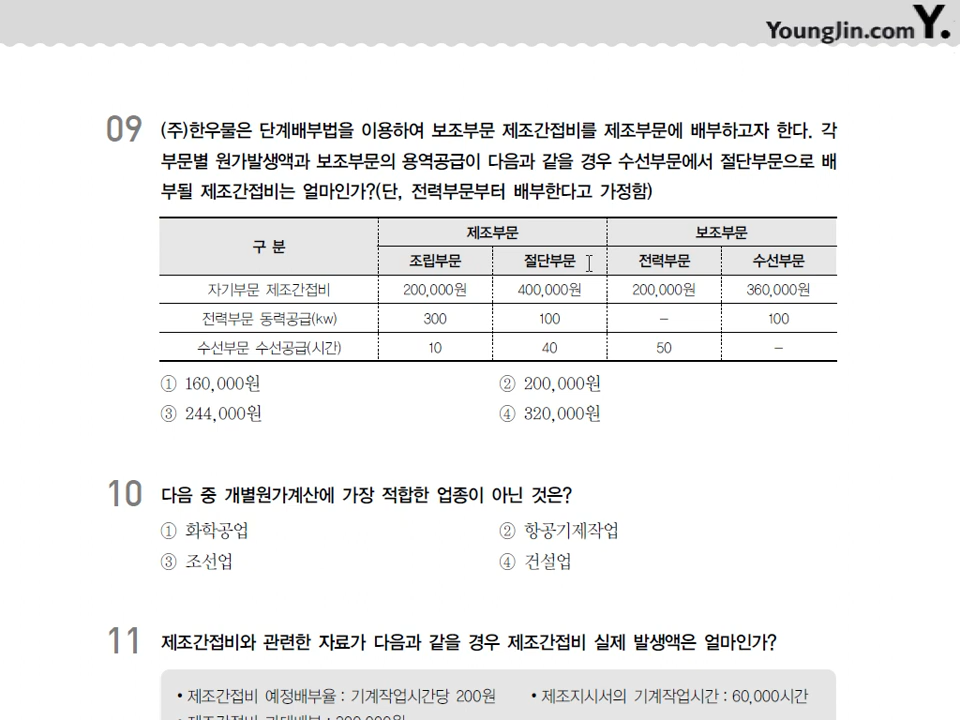 YoungJin.com Y.
09 (주)한우물은 단계배부법을 이용하여 보조부문 제조간접비를 제조부문에 배부하고자 한다. 각
부문별 원가발생액과 보조부문의 용역공급이 다음과 같을 경우 수선부문에서 절단부문으로 배
부될 제조간접비는 얼마인가?(단, 전력부문부터 배부한다고 가정함)
구 분 제조부문 보조부문
조립부문 절단부문 전력부문 수선부문
자기부문 제조간접비 200,000원 400,000원 200,000원 360,000원
전력부문 동력공급(kw) 300 100 – 100
수선부문 수선공급(시간) 10 40 50 –
① 160,000원 ② 200,000원
③ 244,000원 ④ 320,000원
10 다음 중 개별원가계산에 가장 적합한 업종이 아닌 것은?
① 화학공업 ② 항공기제작업
③ 조선업 ④ 건설업
11 제조간접비와 관련한 자료가 다음과 같을 경우 제조간접비 실제 발생액은 얼마인가?
• 제조간접비 예정배부율 : 기계작업시간당 200원 • 제조지시서의 기계작업시간 : 60,000시간